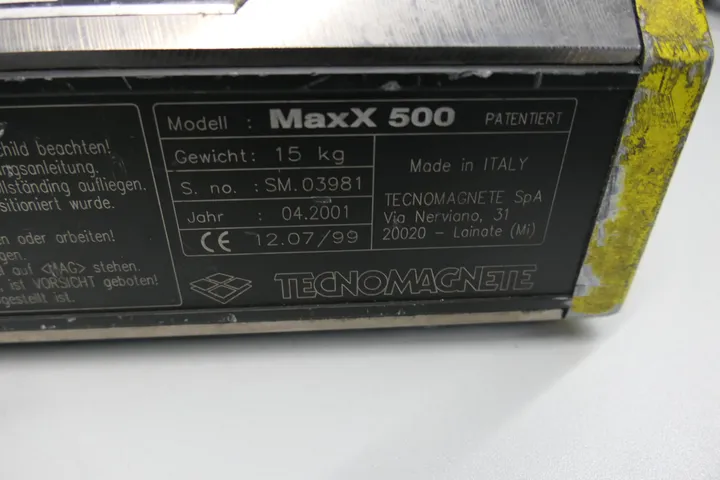 child beachten!
ngsanleitung.
llständing aufliegen.
sitioniert wurde.
en oder arbeiten!
gen.
l auf <MAG> stehen.
, ist VORSICHT geboten!
gestellt ist.
Modell : MaxX 500 PATENTIERT
Gewicht: 15 kg
S. no. : SM.03981
Jahr : 04.2001
CE 12.07/99
Made in ITALY
TECNOMAGNETE SpA
Via Nerviano, 31
20020 - Lainate (Mi)
TECNOMAGNETE